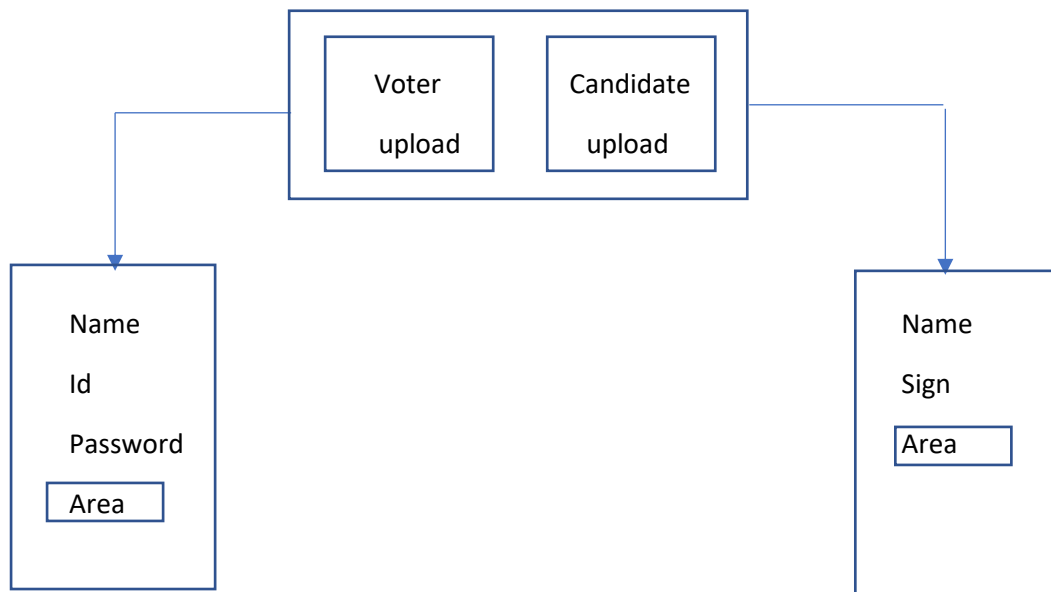 Voter
upload
Candidate
upload
Name
Id
Password
Area
Name
Sign
Area